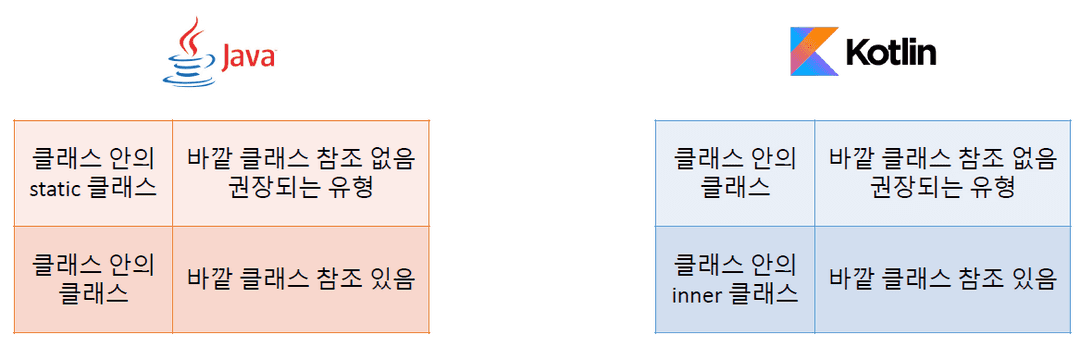 Java
Kotlin
클래스 안의
static 클래스
바깥 클래스 참조 없음
권장되는 유형
클래스 안의
클래스
바깥 클래스 참조 있음
클래스 안의
클래스
바깥 클래스 참조 없음
권장되는 유형
클래스 안의
inner 클래스
바깥 클래스 참조 있음